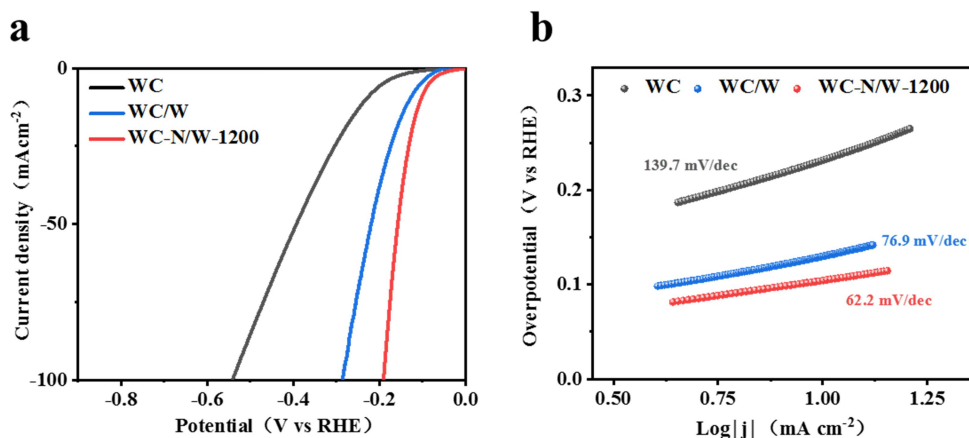 a
Current density (mAcm⁻²)
0
-50
-100
WC
WC/W
WC-N/W-1200
-0.8
-0.6
-0.4
-0.2
0.0
Potential (V vs RHE)
b
Overpotential (V vs RHE)
0.3
0.2
0.1
0.0
WC WC/W WC-N/W-1200
139.7 mV/dec
76.9 mV/dec
62.2 mV/dec
0.50
0.75
1.00
1.25
Log|j| (mA cm⁻²)